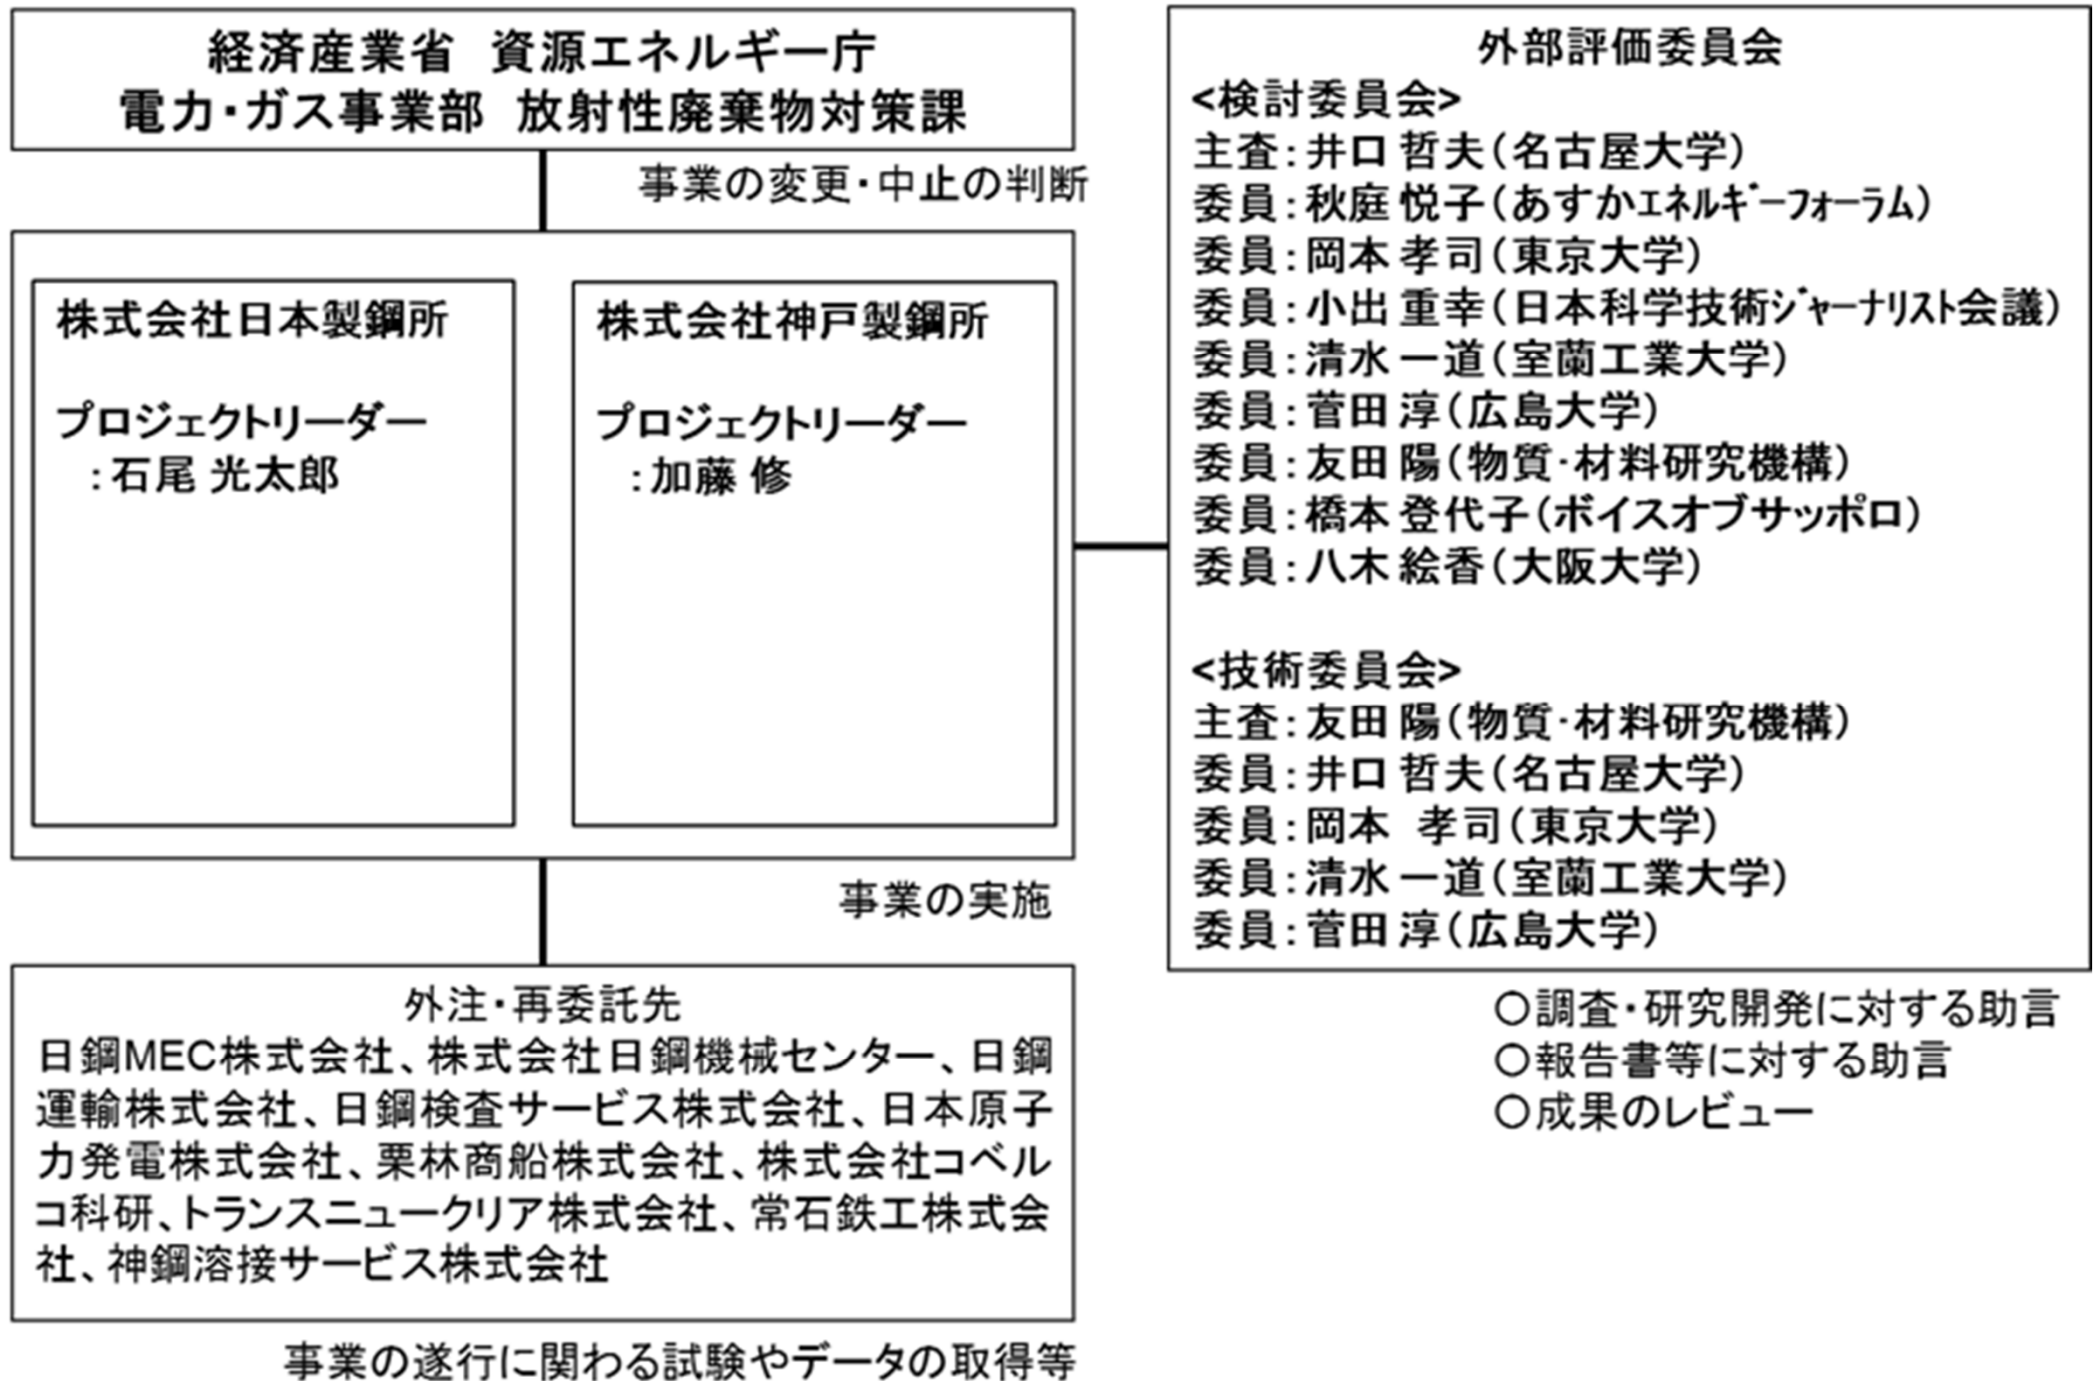 経済産業省 資源エネルギー庁
電力・ガス事業部 放射性廃棄物対策課
事業の変更・中止の判断
株式会社日本製鋼所
プロジェクトリーダー
：石尾 光太郎
株式会社神戸製鋼所
プロジェクトリーダー
：加藤 修
事業の実施
外注・再委託先
日鋼MEC株式会社、株式会社日鋼機械センター、日鋼
運輸株式会社、日鋼検査サービス株式会社、日本原子
力発電株式会社、栗林商船株式会社、株式会社コベル
コ科研、トランスニュークリア株式会社、常石鉄工株式会
社、神鋼溶接サービス株式会社
事業の遂行に関わる試験やデータの取得等
外部評価委員会
<検討委員会>
主査：井口 哲夫（名古屋大学）
委員：秋庭 悦子（あすかｴﾈﾙｷﾞｰﾌｫｰﾗﾑ）
委員：岡本 孝司（東京大学）
委員：小出 重幸（日本科学技術ｼﾞｬｰﾅﾘｽﾄ会議）
委員：清水 一道（室蘭工業大学）
委員：菅田 淳（広島大学）
委員：友田 陽（物質･材料研究機構）
委員：橋本 登代子（ボイスオブサッポロ）
委員：八木 絵香（大阪大学）
<技術委員会>
主査：友田 陽（物質･材料研究機構）
委員：井口 哲夫（名古屋大学）
委員：岡本　孝司（東京大学）
委員：清水 一道（室蘭工業大学）
委員：菅田 淳（広島大学）
○調査・研究開発に対する助言
○報告書等に対する助言
○成果のレビュー